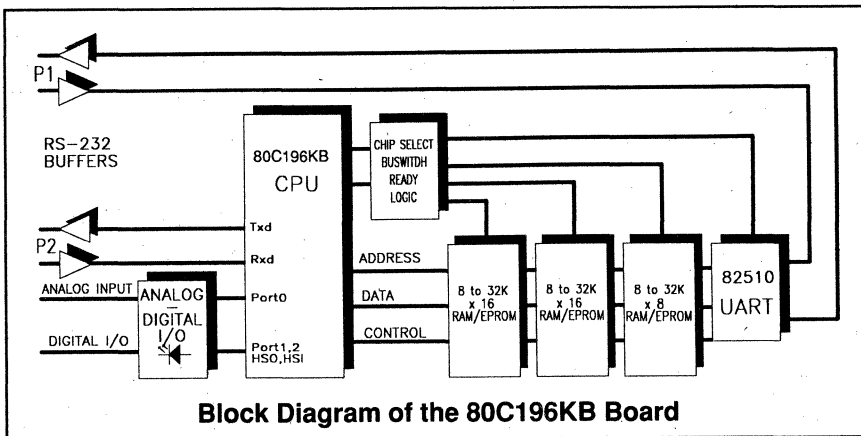 P1
RS-232
BUFFERS
P2
ANALOG INPUT
DIGITAL I/O
ANALOG
-
DIGITAL
I/O
80C196KB
CPU
Txd
Rxd
Port0
Port1,2
HSO,HSI
CHIP SELECT
BUSWITDH
READY
LOGIC
ADDRESS
DATA
CONTROL
8 to 32K
x 16
RAM/EPROM
8 to 32K
x 16
RAM/EPROM
8 to 32K
x 8
RAM/EPROM
82510
UART
Block Diagram of the 80C196KB Board